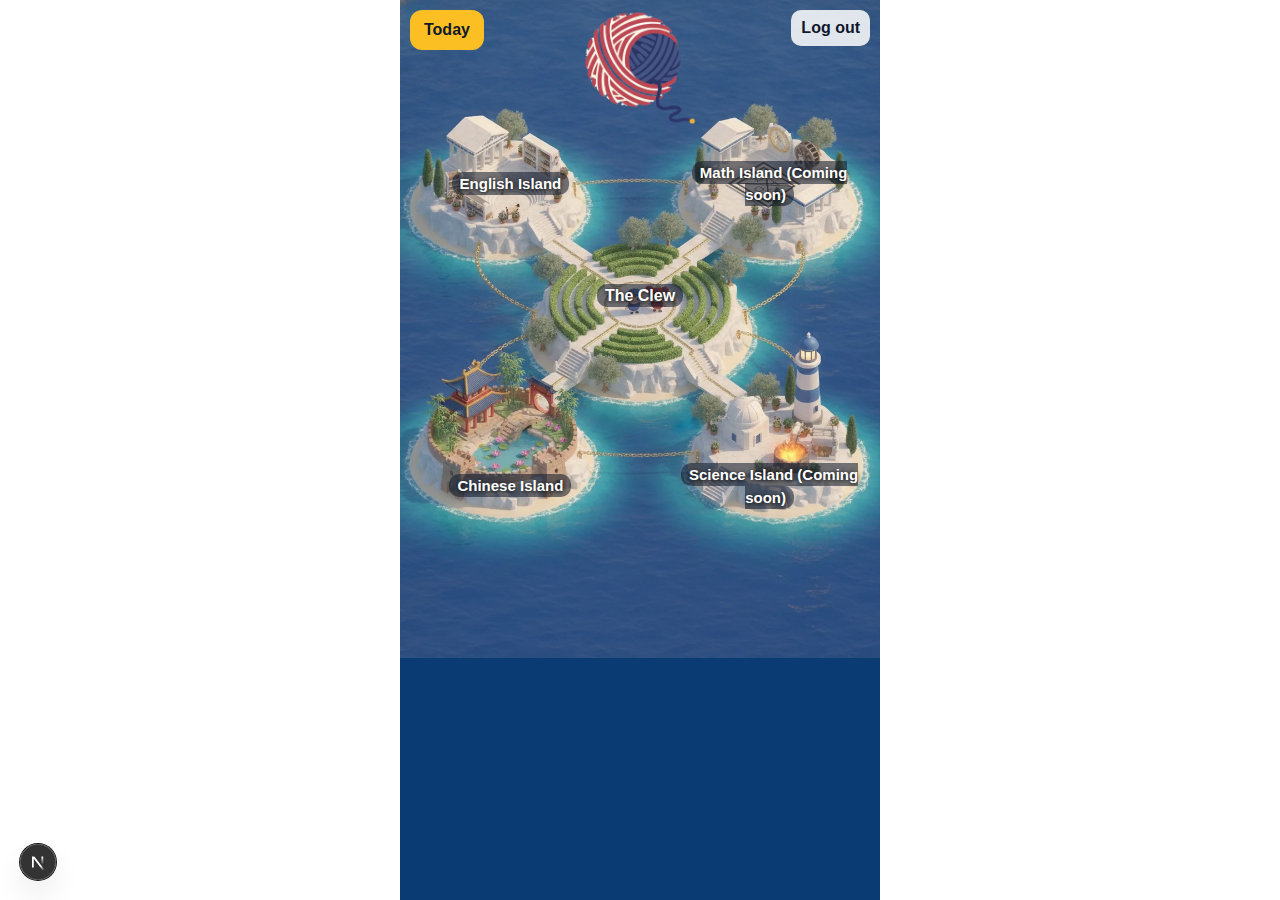 Today
Log out
English Island
Math Island (Coming
soon)
The Clew
Chinese Island
Science Island (Coming
soon)
N